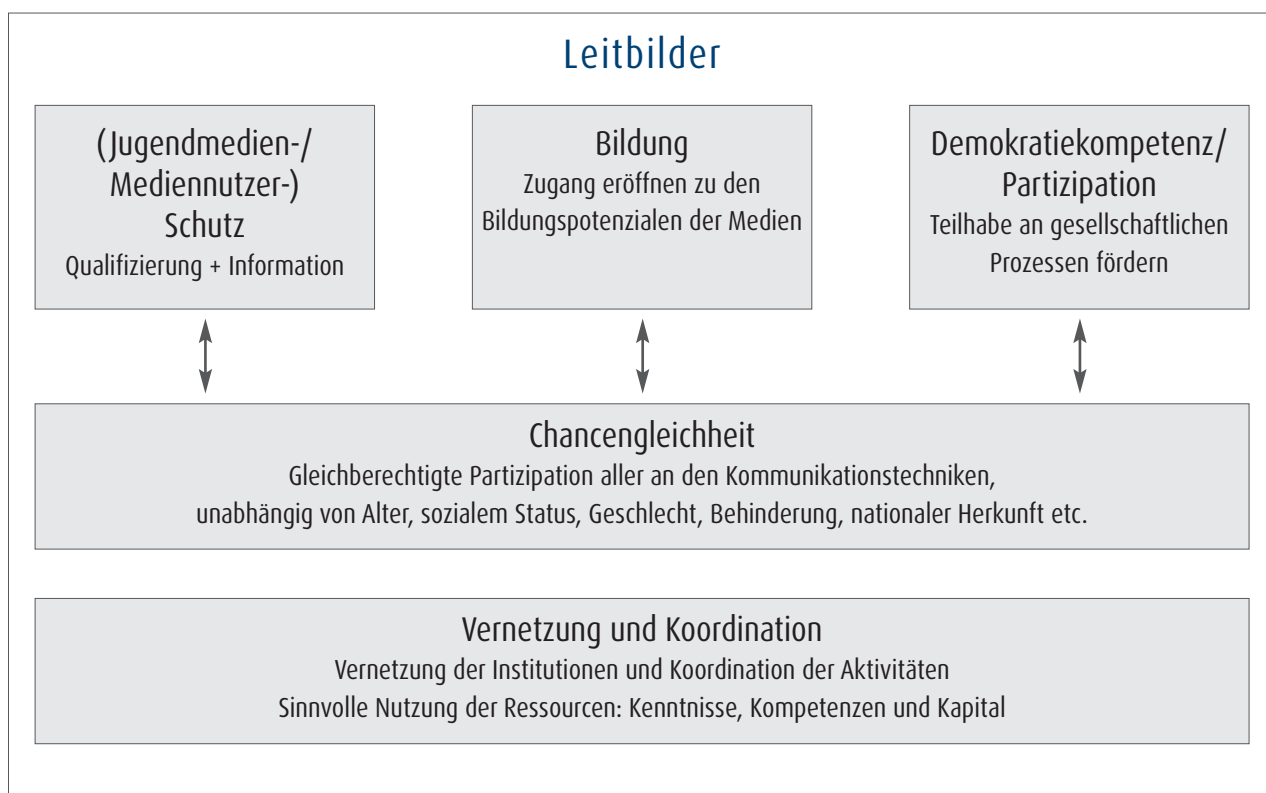 Leitbilder
(Jugendmedien-/
Mediennutzer-)
Schutz
Qualifizierung + Information
Bildung
Zugang eröffnen zu den
Bildungspotenzialen der Medien
Demokratiekompetenz/
Partizipation
Teilhabe an gesellschaftlichen
Prozessen fördern
Chancengleichheit
Gleichberechtigte Partizipation aller an den Kommunikationstechniken,
unabhängig von Alter, sozialem Status, Geschlecht, Behinderung, nationaler Herkunft etc.
Vernetzung und Koordination
Vernetzung der Institutionen und Koordination der Aktivitäten
Sinnvolle Nutzung der Ressourcen: Kenntnisse, Kompetenzen und Kapital